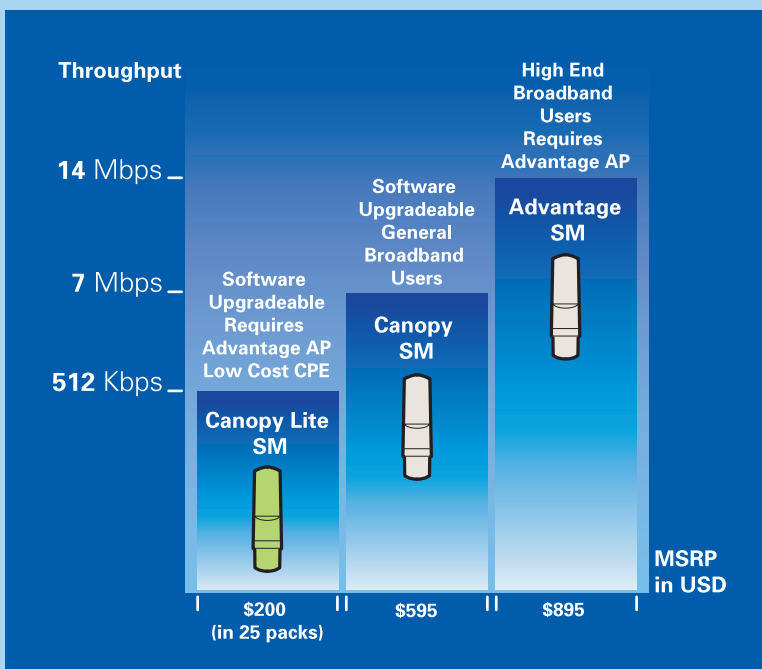 Throughput
14 Mbps
7 Mbps
512 Kbps
Software
Upgradeable
Requires
Advantage AP
Low Cost CPE
Canopy Lite
SM
Software
Upgradeable
General
Broadband
Users
Canopy
SM
High End
Broadband
Users
Requires
Advantage AP
Advantage
SM
$200
(in 25 packs)
$595
$895
MSRP
in USD